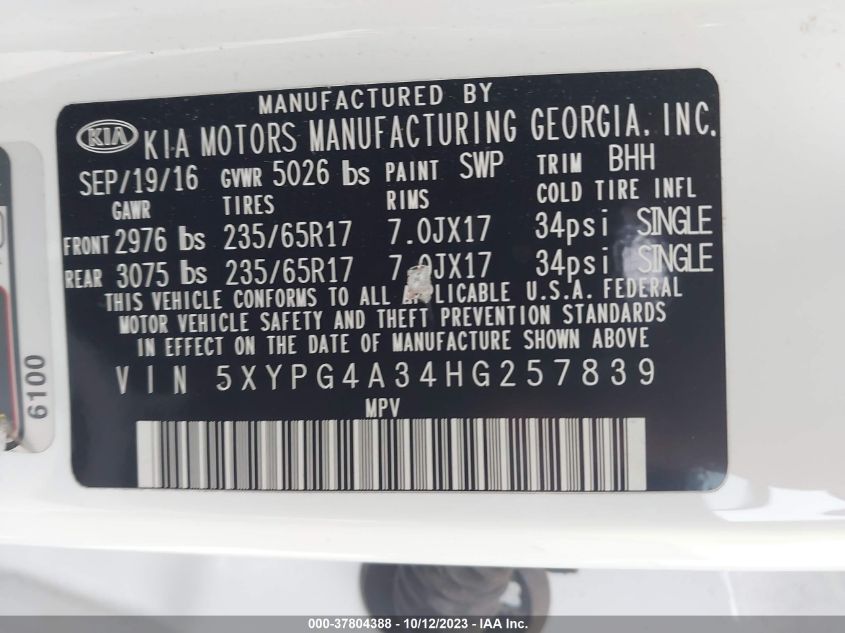 MANUFACTURED BY
KIA KIA MOTORS MANUFACTURING GEORGIA, INC.
SEP/19/16 GVWR 5026 lbs PAINT SWP TRIM BHH
GAWR TIRES RIMS COLD TIRE INFL
FRONT 2976 lbs 235/65R17 7.0JX17 34psi SINGLE
REAR 3075 lbs 235/65R17 7.0JX17 34psi SINGLE
THIS VEHICLE CONFORMS TO ALL APPLICABLE U.S.A. FEDERAL
MOTOR VEHICLE SAFETY AND THEFT PREVENTION STANDARDS
IN EFFECT ON THE DATE OF MANUFACTURE SHOWN ABOVE
VIN 5XYPG4A34HG257839
MPV
6100
000-37804388 - 10/12/2023 - IAA Inc.